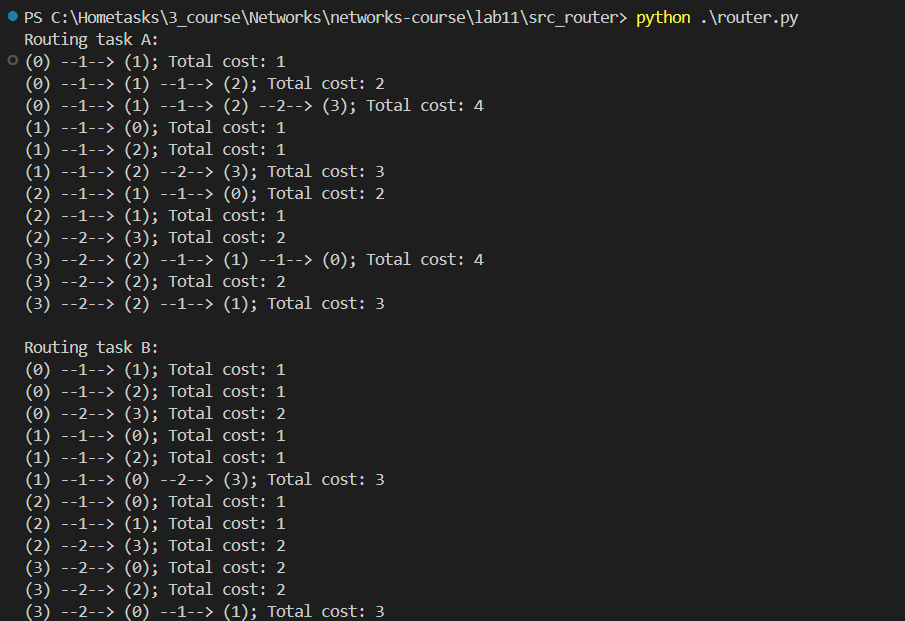 PS C:\Hometasks\3_course\Networks\networks-course\lab11\src_router> python .\router.py
Routing task A:
(0) --1--> (1); Total cost: 1
(0) --1--> (1) --1--> (2); Total cost: 2
(0) --1--> (1) --1--> (2) --2--> (3); Total cost: 4
(1) --1--> (0); Total cost: 1
(1) --1--> (2); Total cost: 1
(1) --1--> (2) --2--> (3); Total cost: 3
(2) --1--> (1) --1--> (0); Total cost: 2
(2) --1--> (1); Total cost: 1
(2) --2--> (3); Total cost: 2
(3) --2--> (2) --1--> (1) --1--> (0); Total cost: 4
(3) --2--> (2); Total cost: 2
(3) --2--> (2) --1--> (1); Total cost: 3

Routing task B:
(0) --1--> (1); Total cost: 1
(0) --1--> (2); Total cost: 1
(0) --2--> (3); Total cost: 2
(1) --1--> (0); Total cost: 1
(1) --1--> (2); Total cost: 1
(1) --1--> (0) --2--> (3); Total cost: 3
(2) --1--> (0); Total cost: 1
(2) --1--> (1); Total cost: 1
(2) --2--> (3); Total cost: 2
(3) --2--> (0); Total cost: 2
(3) --2--> (2); Total cost: 2
(3) --2--> (0) --1--> (1); Total cost: 3